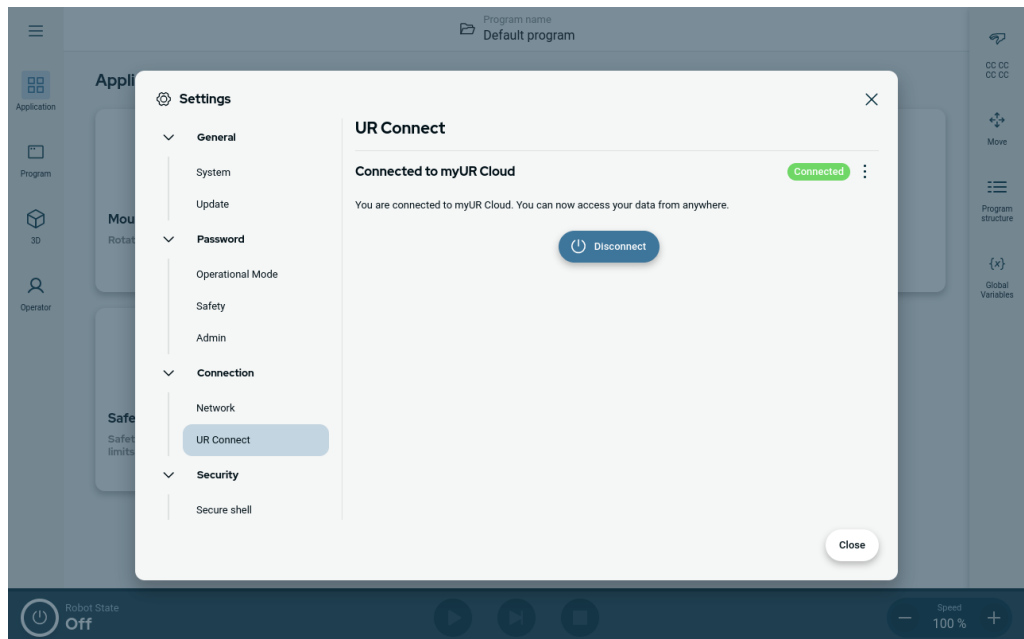 Program name
Default program
Application
Program
3D
Operator
Appli
Mou
Rotat
Safe
Safet
limits
Settings
General
System
Update
Password
Operational Mode
Safety
Admin
Connection
Network
UR Connect
Security
Secure shell
UR Connect
Connected to myUR Cloud
Connected
You are connected to myUR Cloud. You can now access your data from anywhere.
Disconnect
Close
CC CC
CC CC
Move
Program
structure
{x}
Global
Variables
Robot State
Off
Speed
100 %